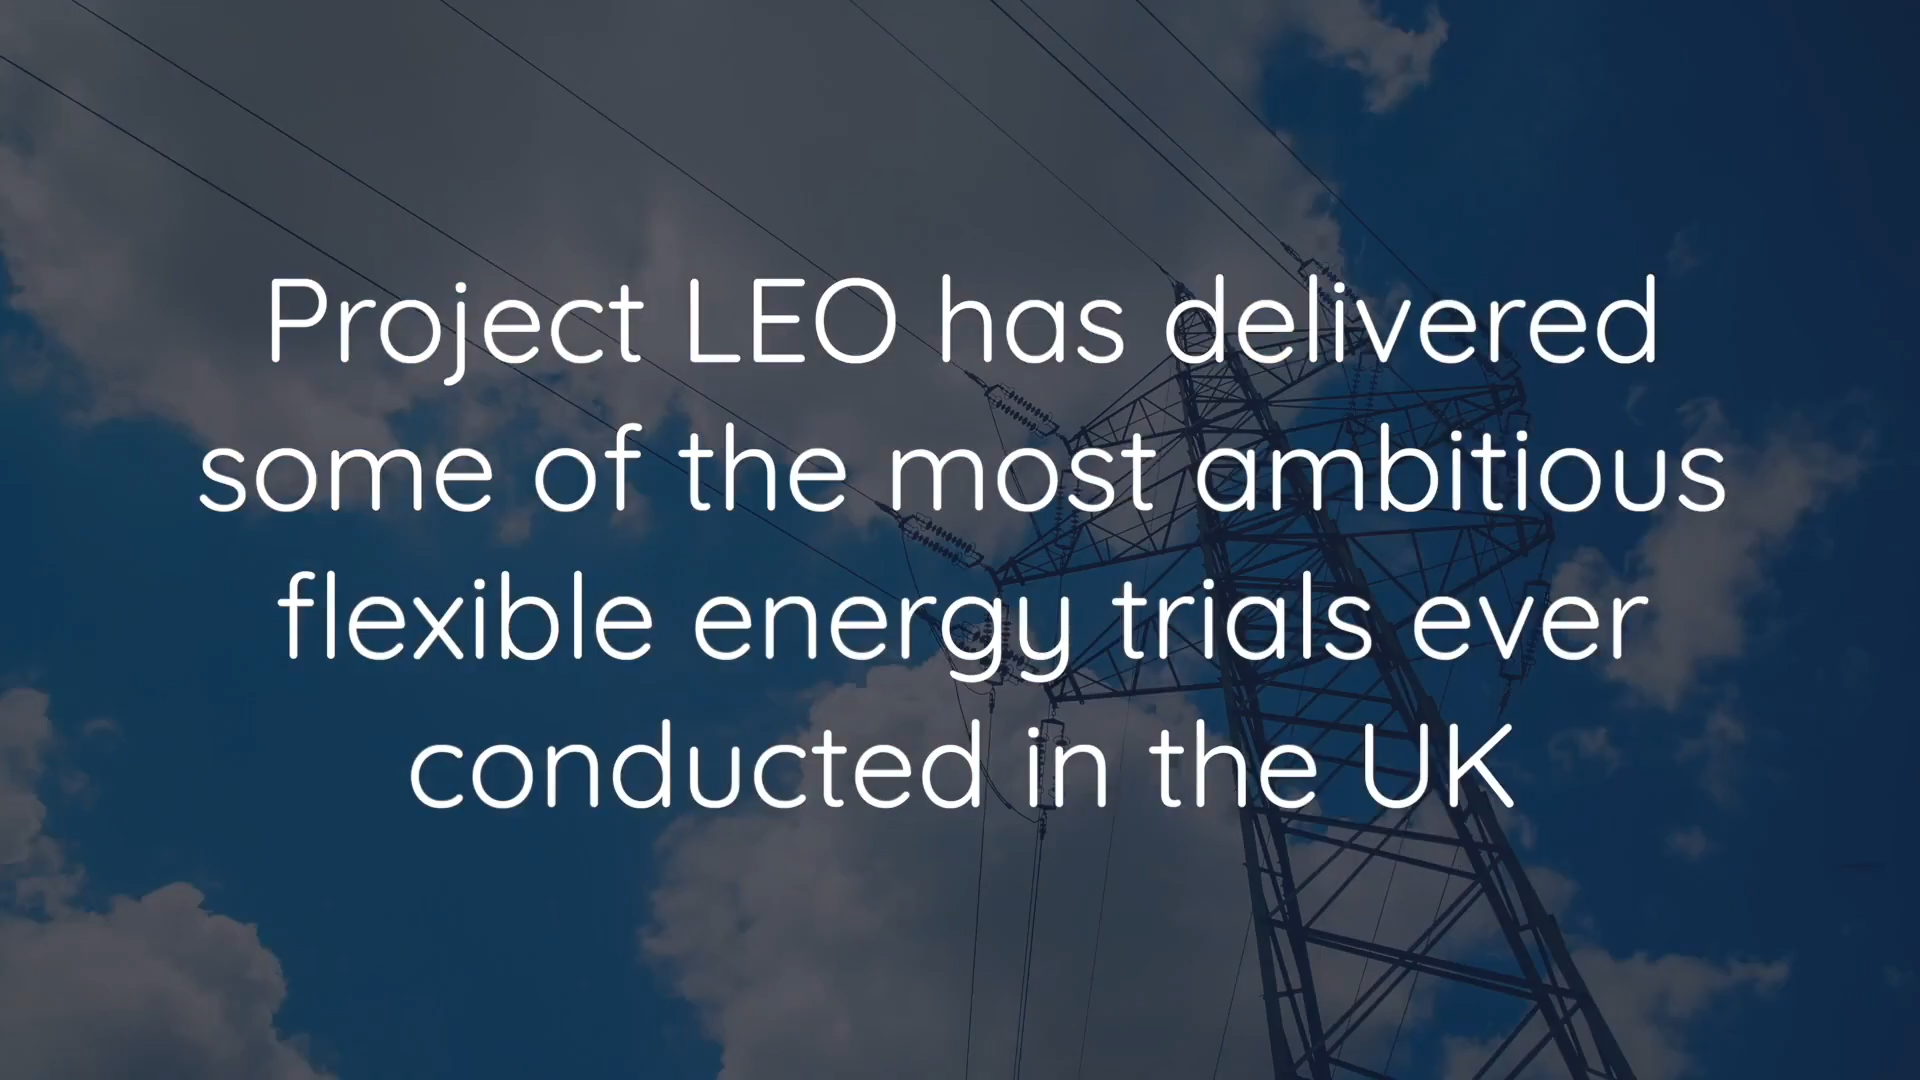 Project LEO has delivered
some of the most ambitious
flexible energy trials ever
conducted in the UK